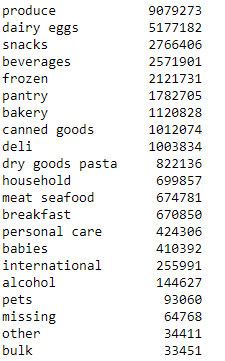 produce 9079273
dairy eggs 5177182
snacks 2766406
beverages 2571901
frozen 2121731
pantry 1782705
bakery 1120828
canned goods 1012074
deli 1003834
dry goods pasta 822136
household 699857
meat seafood 674781
breakfast 670850
personal care 424306
babies 410392
international 255991
alcohol 144627
pets 93060
missing 64768
other 34411
bulk 33451